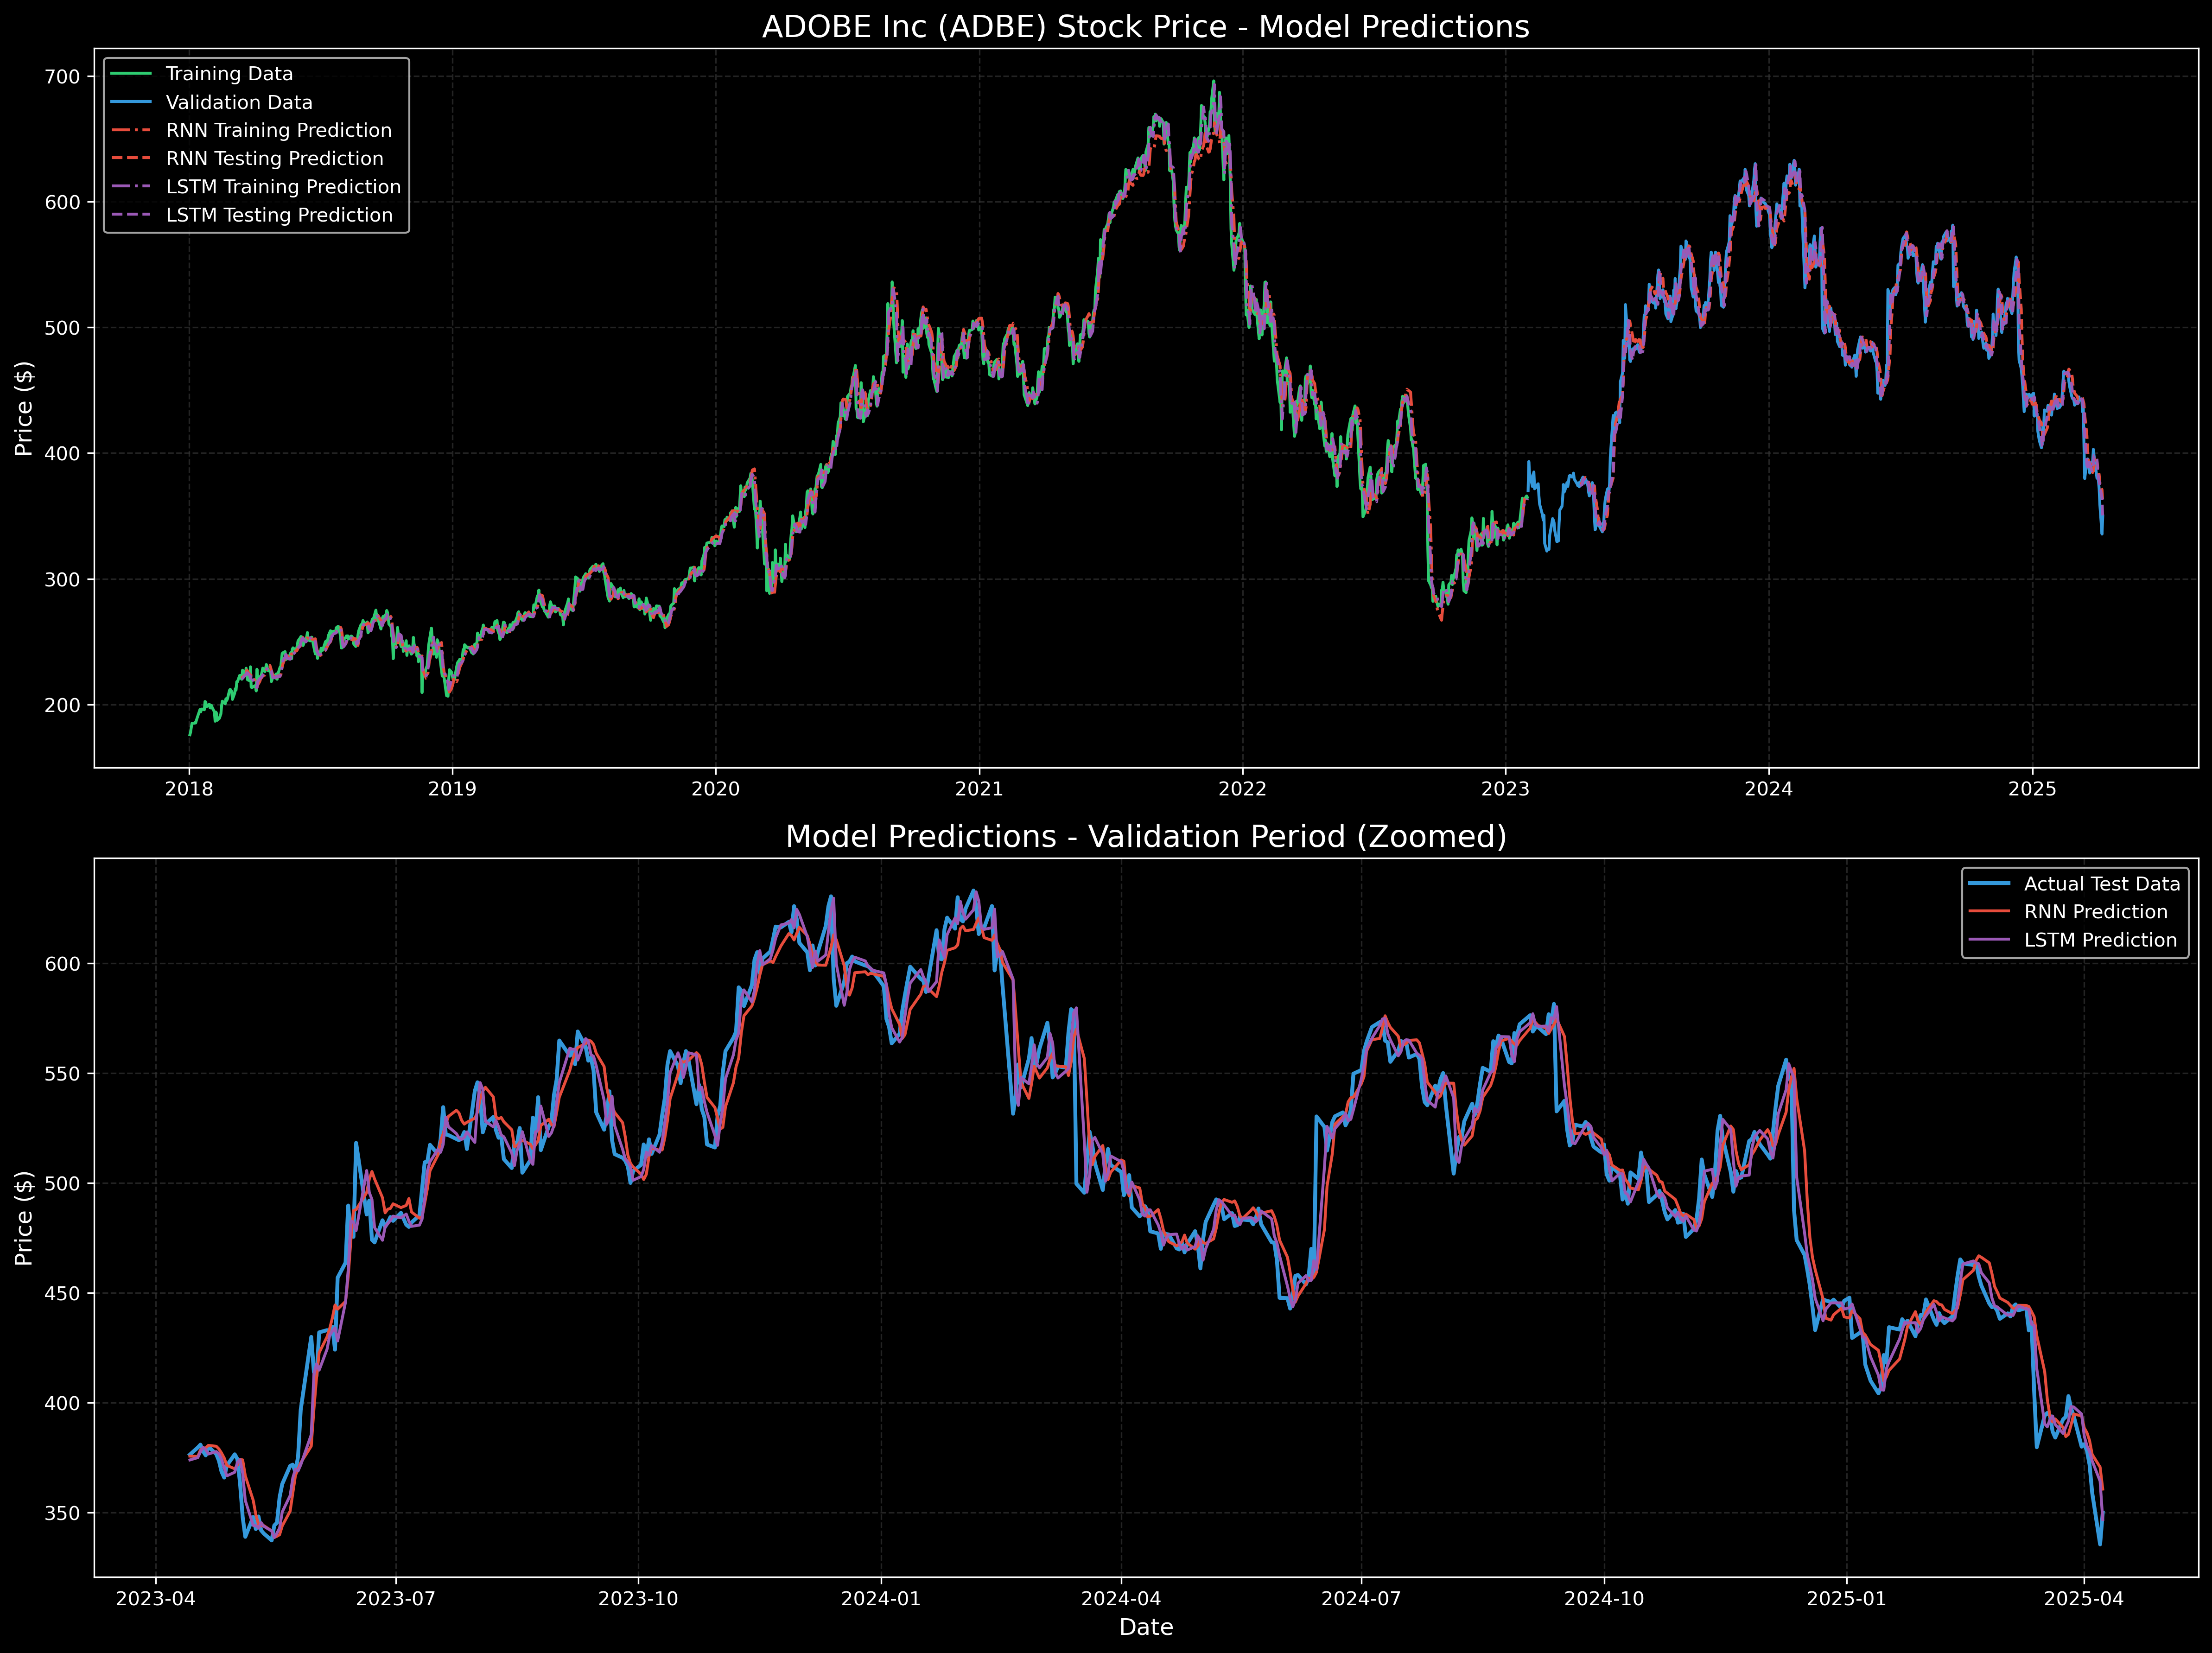 ADOBE Inc (ADBE) Stock Price - Model Predictions
Training Data
Validation Data
RNN Training Prediction
RNN Testing Prediction
LSTM Training Prediction
LSTM Testing Prediction
Price ($)
700
600
500
400
300
200
2018
2019
2020
2021
2022
2023
2024
2025
Model Predictions - Validation Period (Zoomed)
Actual Test Data
RNN Prediction
LSTM Prediction
Price ($)
600
550
500
450
400
350
2023-04
2023-07
2023-10
2024-01
2024-04
2024-07
2024-10
2025-01
2025-04
Date